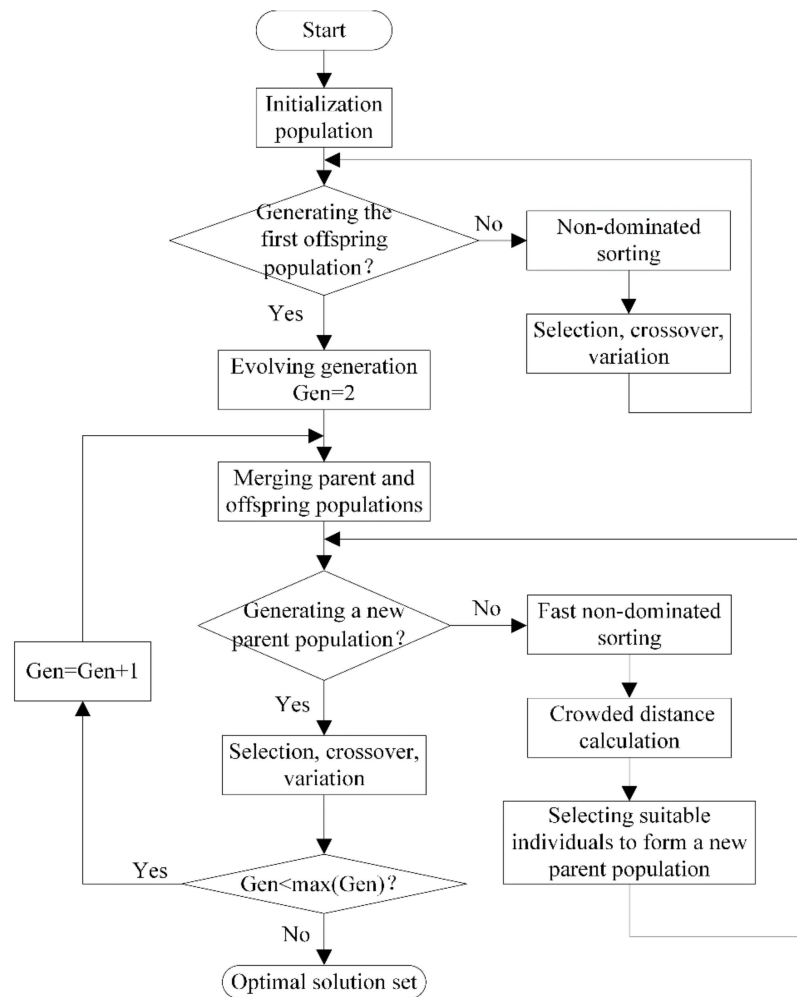 Start
Initialization
population
Generating the
first offspring
population?
No
Non-dominated
sorting
Yes
Selection, crossover,
variation
Evolving generation
Gen=2
Merging parent and
offspring populations
Generating a new
parent population?
No
Fast non-dominated
sorting
Gen=Gen+1
Yes
Crowded distance
calculation
Selection, crossover,
variation
Selecting suitable
individuals to form a new
parent population
Yes
Gen<max(Gen)?
No
Optimal solution set